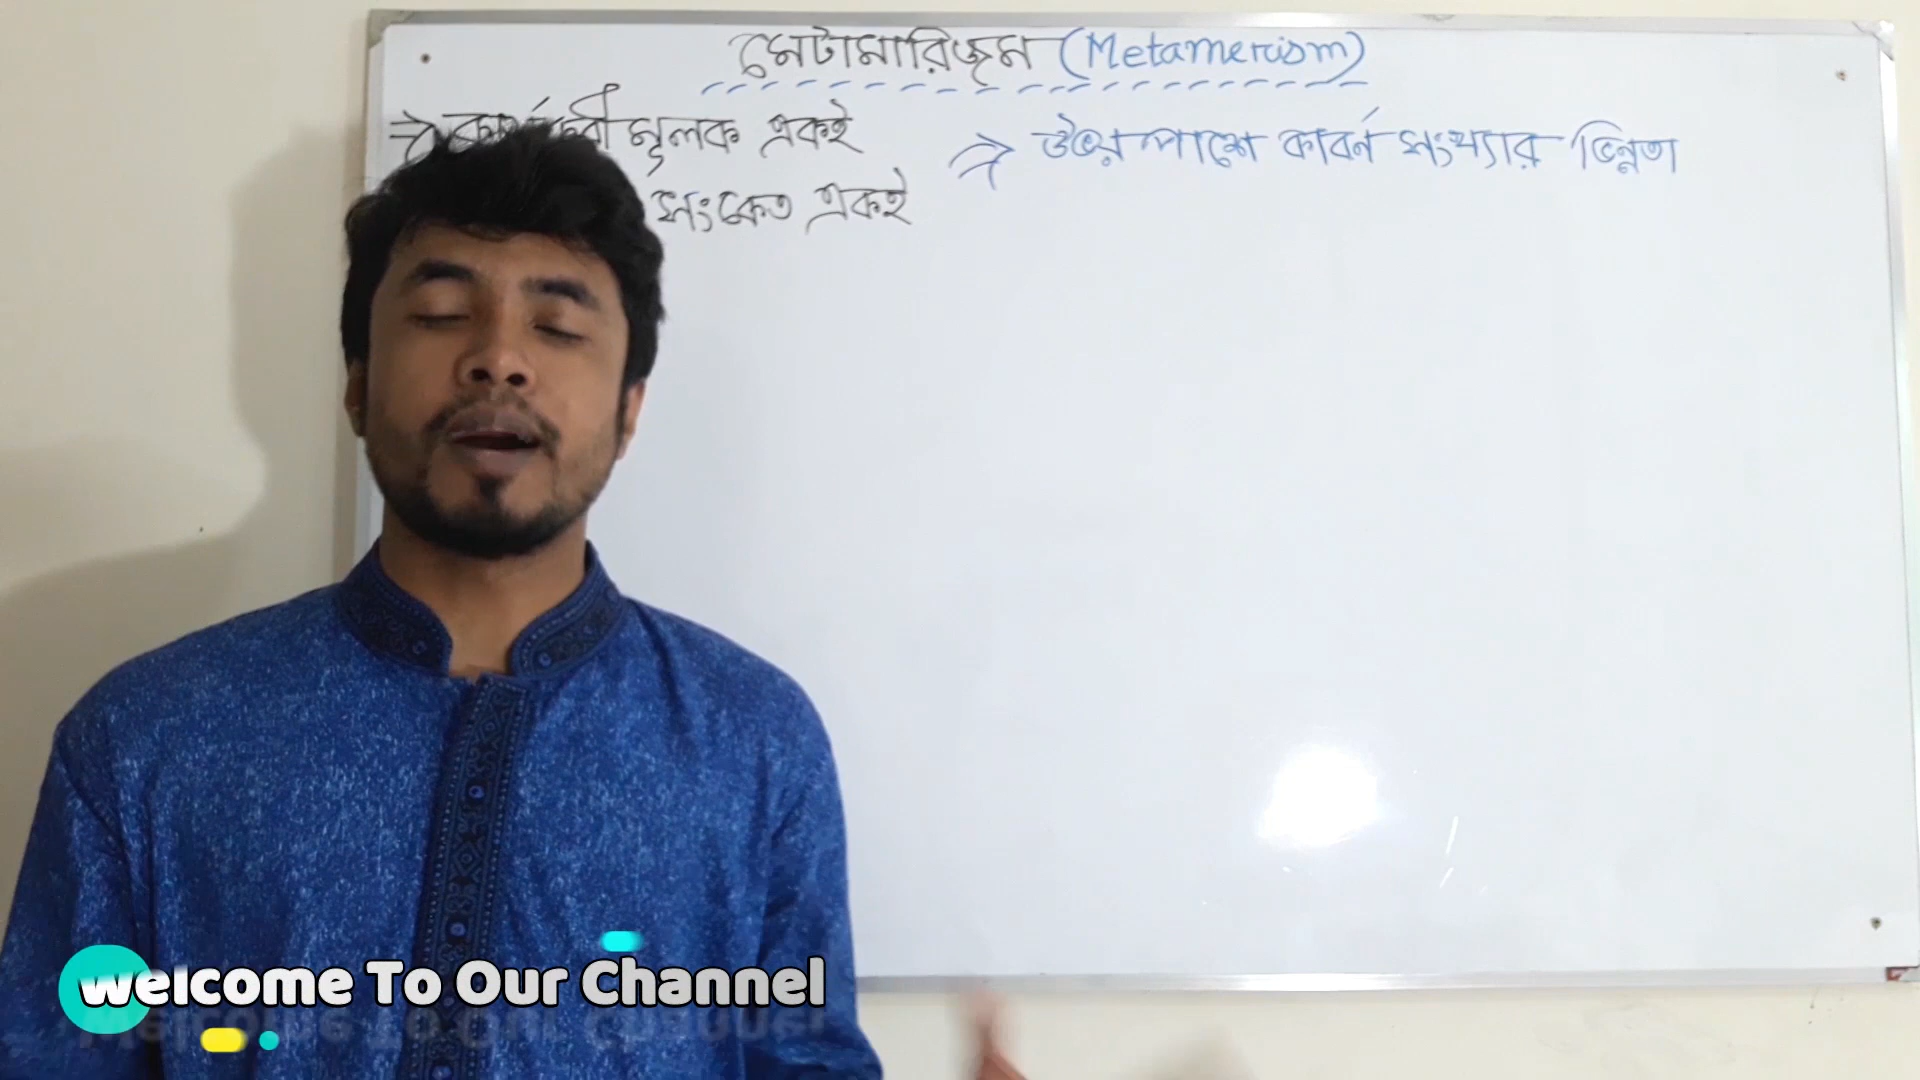 মেটামারিজম (Metamerism)
মূলক একই
সংকেত একই
⇒ উভয় পাশে কার্বন সংখ্যার ভিন্নতা
Welcome To Our Channel